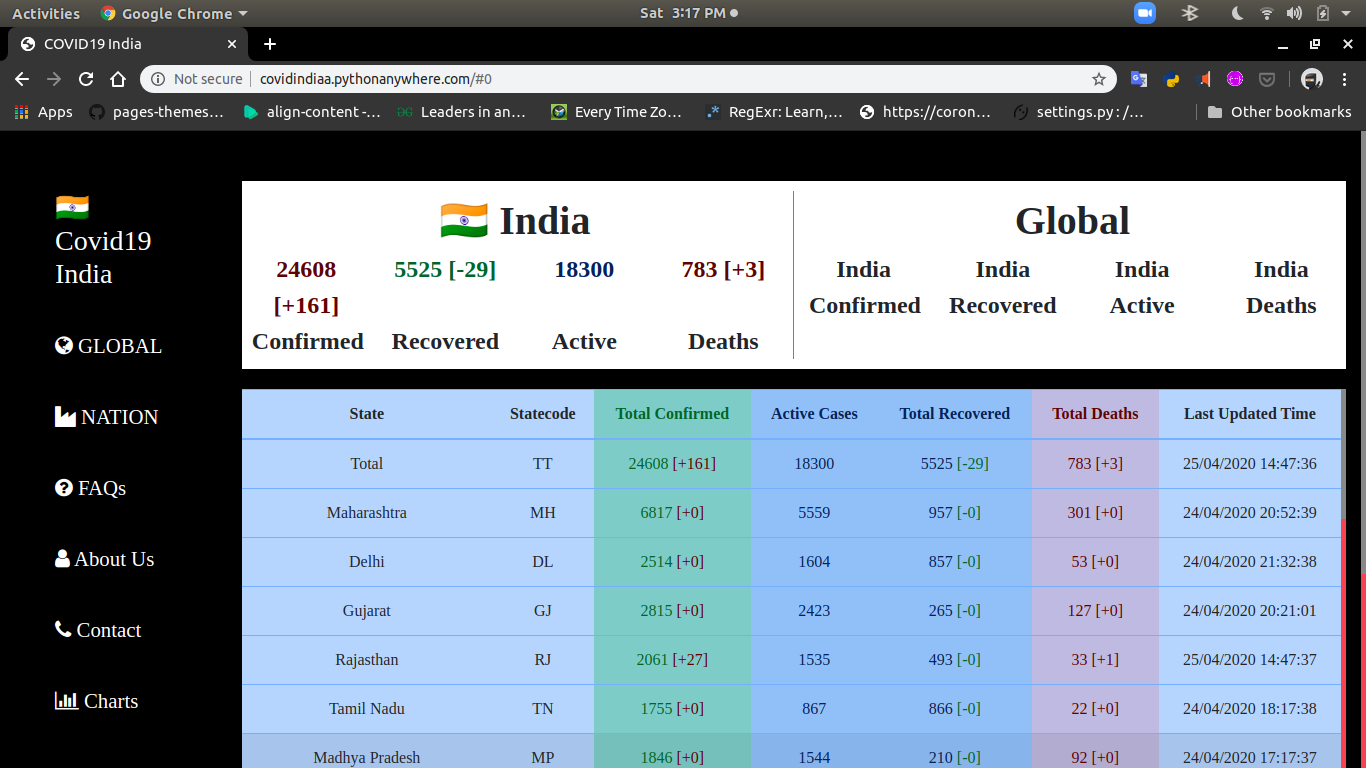 Activities Google Chrome Sat 3:17 PM
COVID19 India
Not secure covidindiaa.pythonanywhere.com/#0
Apps pages-themes… align-content -… Leaders in an… Every Time Zo… RegExr: Learn,… https://coron… settings.py : /… Other bookmarks
Covid19
India
GLOBAL
NATION
FAQs
About Us
Contact
Charts
India
24608 5525 [-29] 18300 783 [+3]
[+161]
Confirmed Recovered Active Deaths
Global
India India India India
Confirmed Recovered Active Deaths
State Statecode Total Confirmed Active Cases Total Recovered Total Deaths Last Updated Time
Total TT 24608 [+161] 18300 5525 [-29] 783 [+3] 25/04/2020 14:47:36
Maharashtra MH 6817 [+0] 5559 957 [-0] 301 [+0] 24/04/2020 20:52:39
Delhi DL 2514 [+0] 1604 857 [-0] 53 [+0] 24/04/2020 21:32:38
Gujarat GJ 2815 [+0] 2423 265 [-0] 127 [+0] 24/04/2020 20:21:01
Rajasthan RJ 2061 [+27] 1535 493 [-0] 33 [+1] 25/04/2020 14:47:37
Tamil Nadu TN 1755 [+0] 867 866 [-0] 22 [+0] 24/04/2020 18:17:38
Madhya Pradesh MP 1846 [+0] 1544 210 [-0] 92 [+0] 24/04/2020 17:17:37